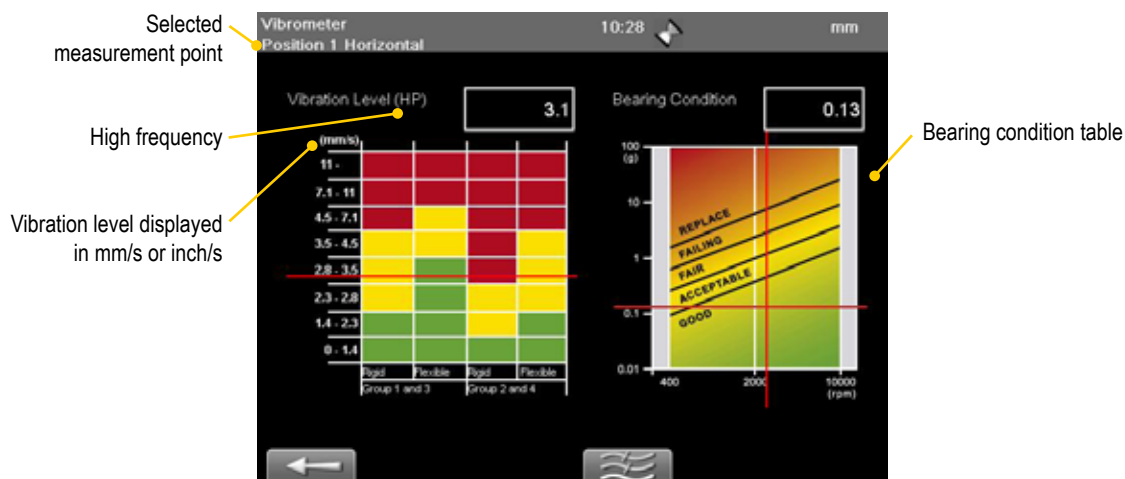 Selected
measurement point
High frequency
Vibration level displayed
in mm/s or inch/s
Vibrometer
Position 1 Horizontal
10:28
mm
Vibration Level (HP)
3.1
(mm/s)
11 -
7.1 - 11
4.5 - 7.1
3.5 - 4.5
2.8 - 3.5
2.3 - 2.8
1.4 - 2.3
0 - 1.4
Rigid Flexible Rigid Flexible
Group 1 and 3 Group 2 and 4
Bearing Condition
0.13
100
(g)
10
1
0.1
0.01
REPLACE
FAILING
FAIR
ACCEPTABLE
GOOD
400 2000 10000
(rpm)
Bearing condition table